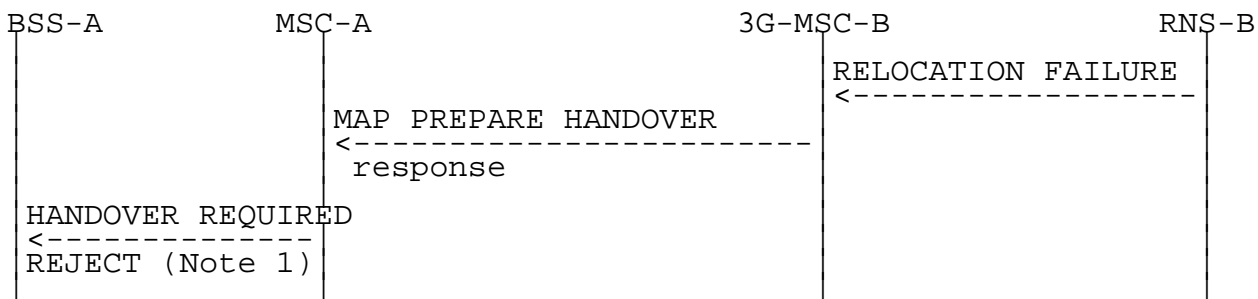 BSS-A MSC-A 3G-MSC-B RNS-B
RELOCATION FAILURE
MAP PREPARE HANDOVER
response
HANDOVER REQUIRED
REJECT (Note 1)